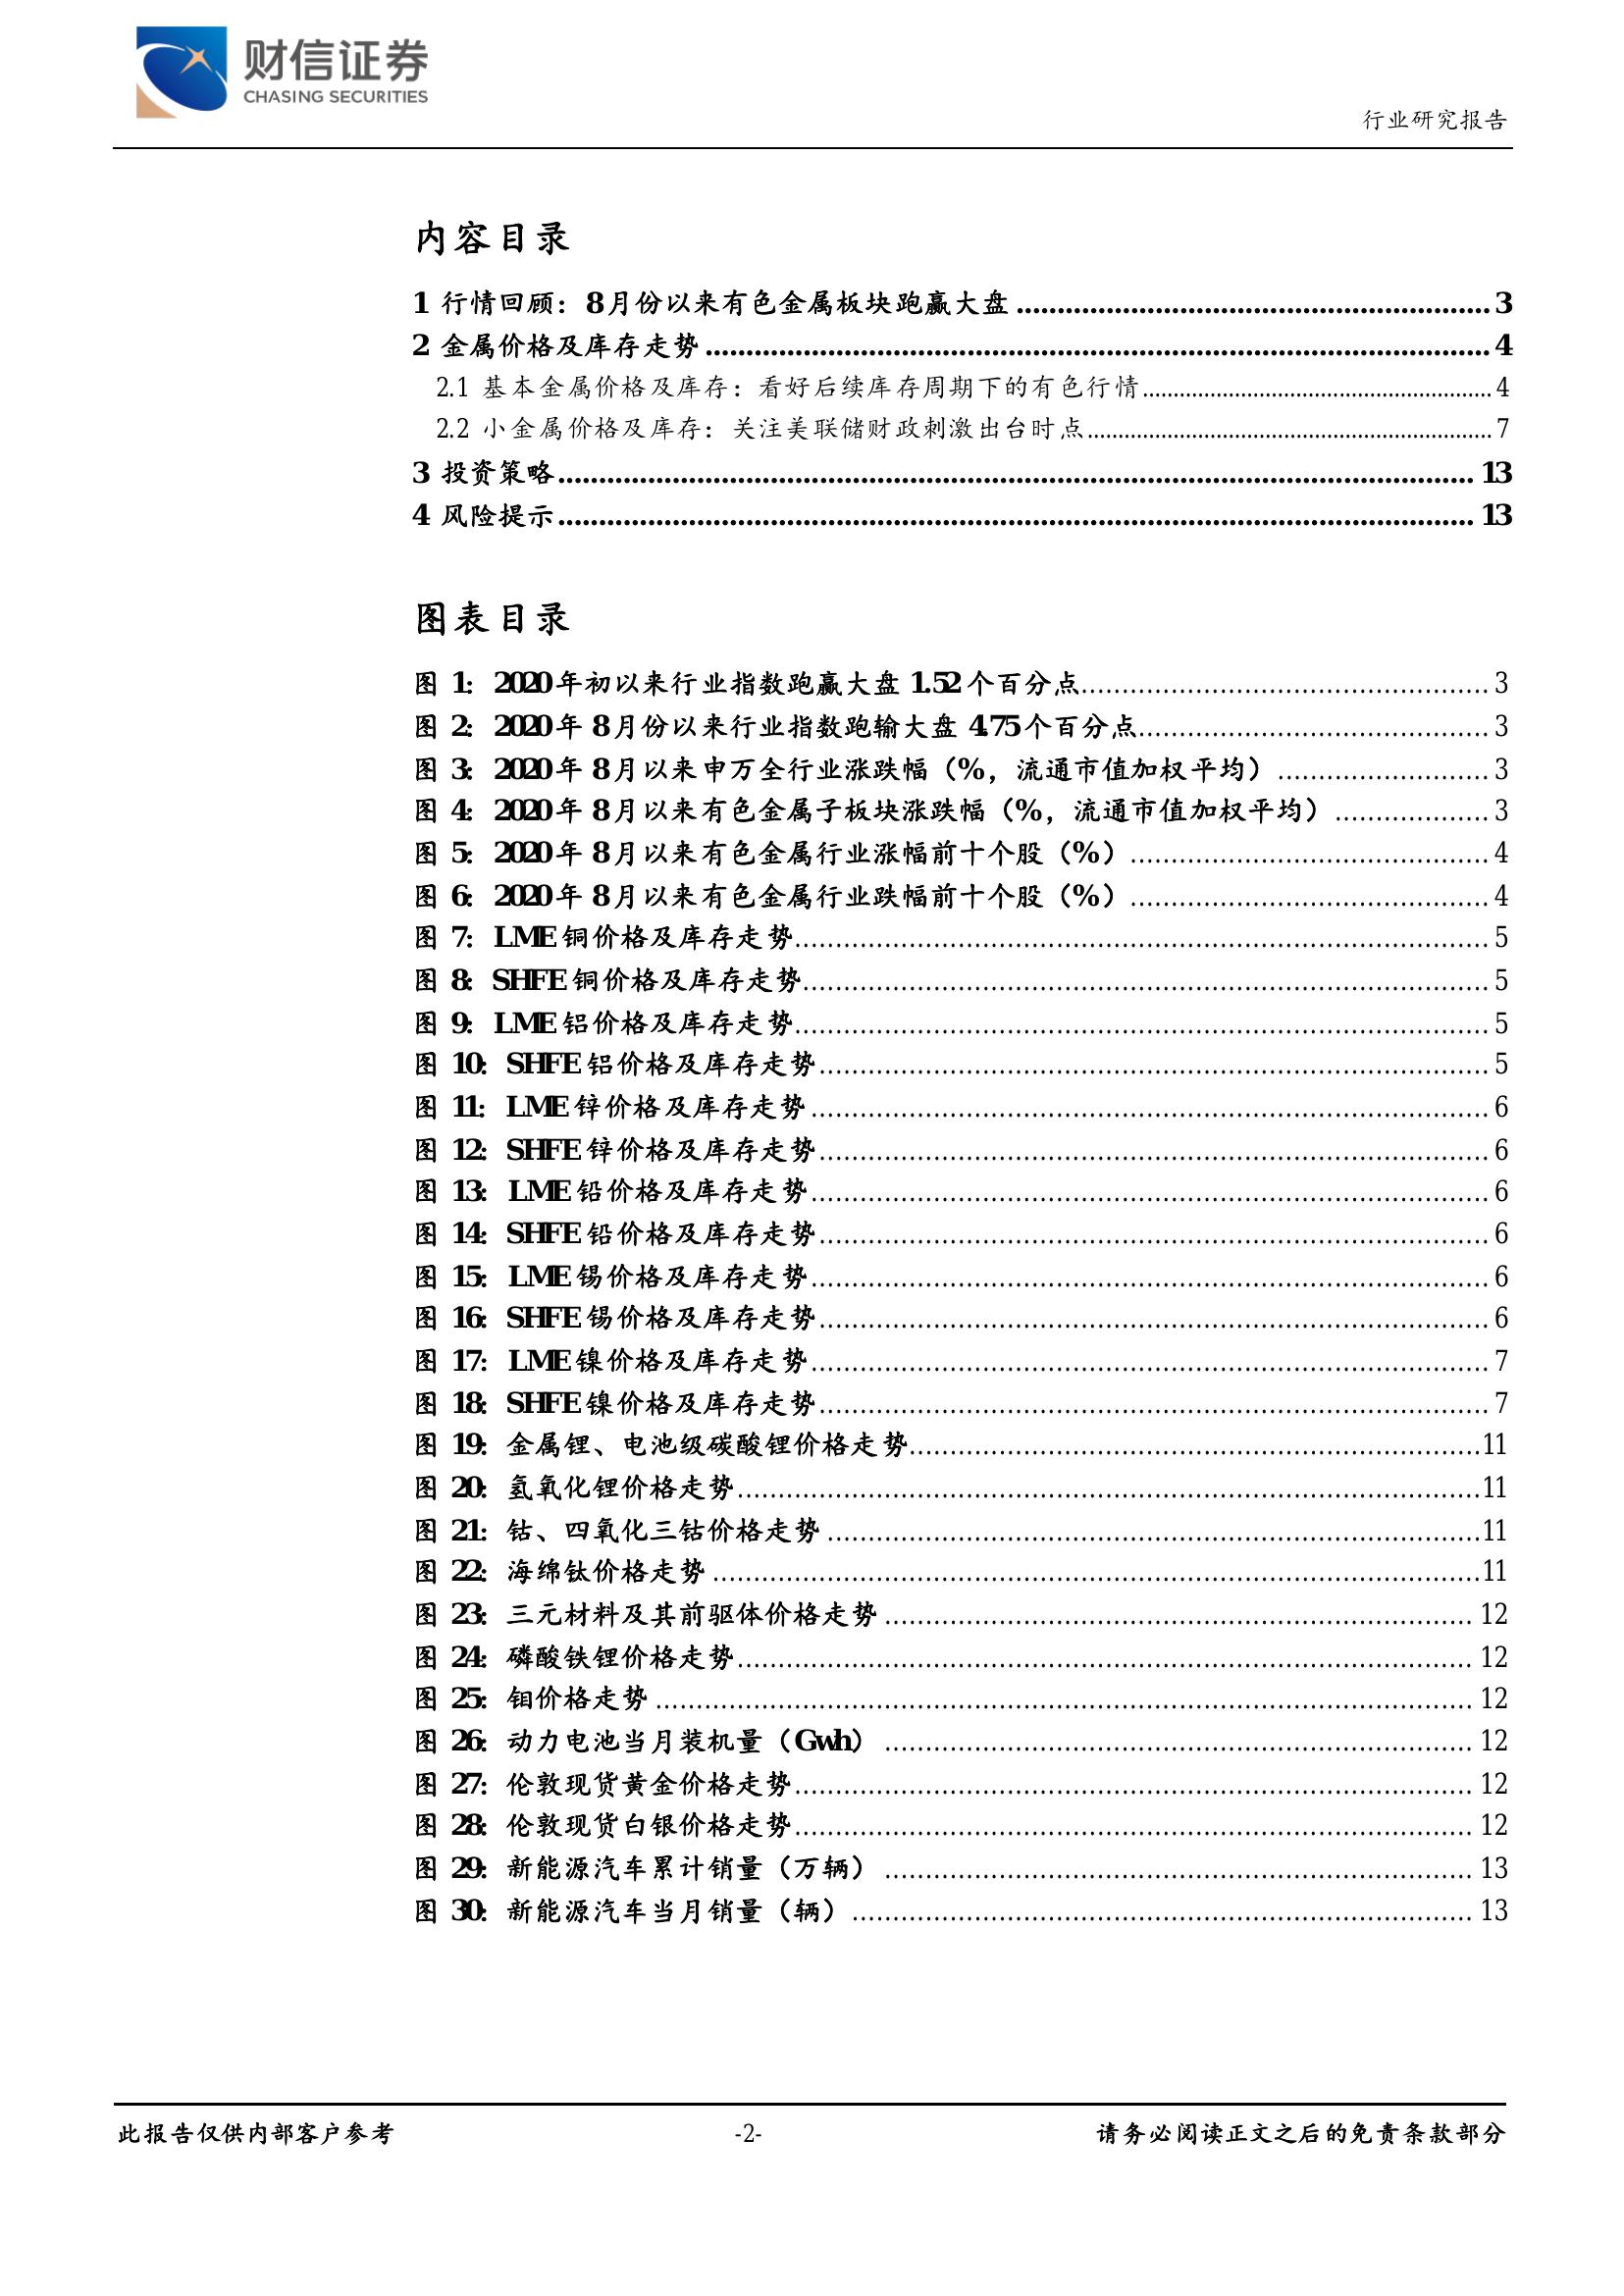 财信证券
CHASING SECURITIES
行业研究报告
内容目录
1 行情回顾：8月份以来有色金属板块跑赢大盘 ........ 3
2 金属价格及库存走势 ........ 4
2.1 基本金属价格及库存：看好后续库存周期下的有色行情 ........ 4
2.2 小金属价格及库存：关注美联储财政刺激出台时点 ........ 7
3 投资策略 ........ 13
4 风险提示 ........ 13
图表目录
图 1：2020年初以来行业指数跑赢大盘 1.52个百分点 ........ 3
图 2：2020年 8月份以来行业指数跑输大盘 4.75个百分点 ........ 3
图 3：2020年 8月以来申万全行业涨跌幅（%，流通市值加权平均） ........ 3
图 4：2020年 8月以来有色金属子板块涨跌幅（%，流通市值加权平均） ........ 3
图 5：2020年 8月以来有色金属行业涨幅前十个股（%） ........ 4
图 6：2020年 8月以来有色金属行业跌幅前十个股（%） ........ 4
图 7：LME铜价格及库存走势 ........ 5
图 8：SHFE铜价格及库存走势 ........ 5
图 9：LME铝价格及库存走势 ........ 5
图 10：SHFE铝价格及库存走势 ........ 5
图 11：LME锌价格及库存走势 ........ 6
图 12：SHFE锌价格及库存走势 ........ 6
图 13：LME铅价格及库存走势 ........ 6
图 14：SHFE铅价格及库存走势 ........ 6
图 15：LME锡价格及库存走势 ........ 6
图 16：SHFE锡价格及库存走势 ........ 6
图 17：LME镍价格及库存走势 ........ 7
图 18：SHFE镍价格及库存走势 ........ 7
图 19：金属锂、电池级碳酸锂价格走势 ........ 11
图 20：氢氧化锂价格走势 ........ 11
图 21：钴、四氧化三钴价格走势 ........ 11
图 22：海绵钛价格走势 ........ 11
图 23：三元材料及其前驱体价格走势 ........ 12
图 24：磷酸铁锂价格走势 ........ 12
图 25：钼价格走势 ........ 12
图 26：动力电池当月装机量（Gwh） ........ 12
图 27：伦敦现货黄金价格走势 ........ 12
图 28：伦敦现货白银价格走势 ........ 12
图 29：新能源汽车累计销量（万辆） ........ 13
图 30：新能源汽车当月销量（辆） ........ 13
此报告仅供内部客户参考 -2- 请务必阅读正文之后的免责条款部分